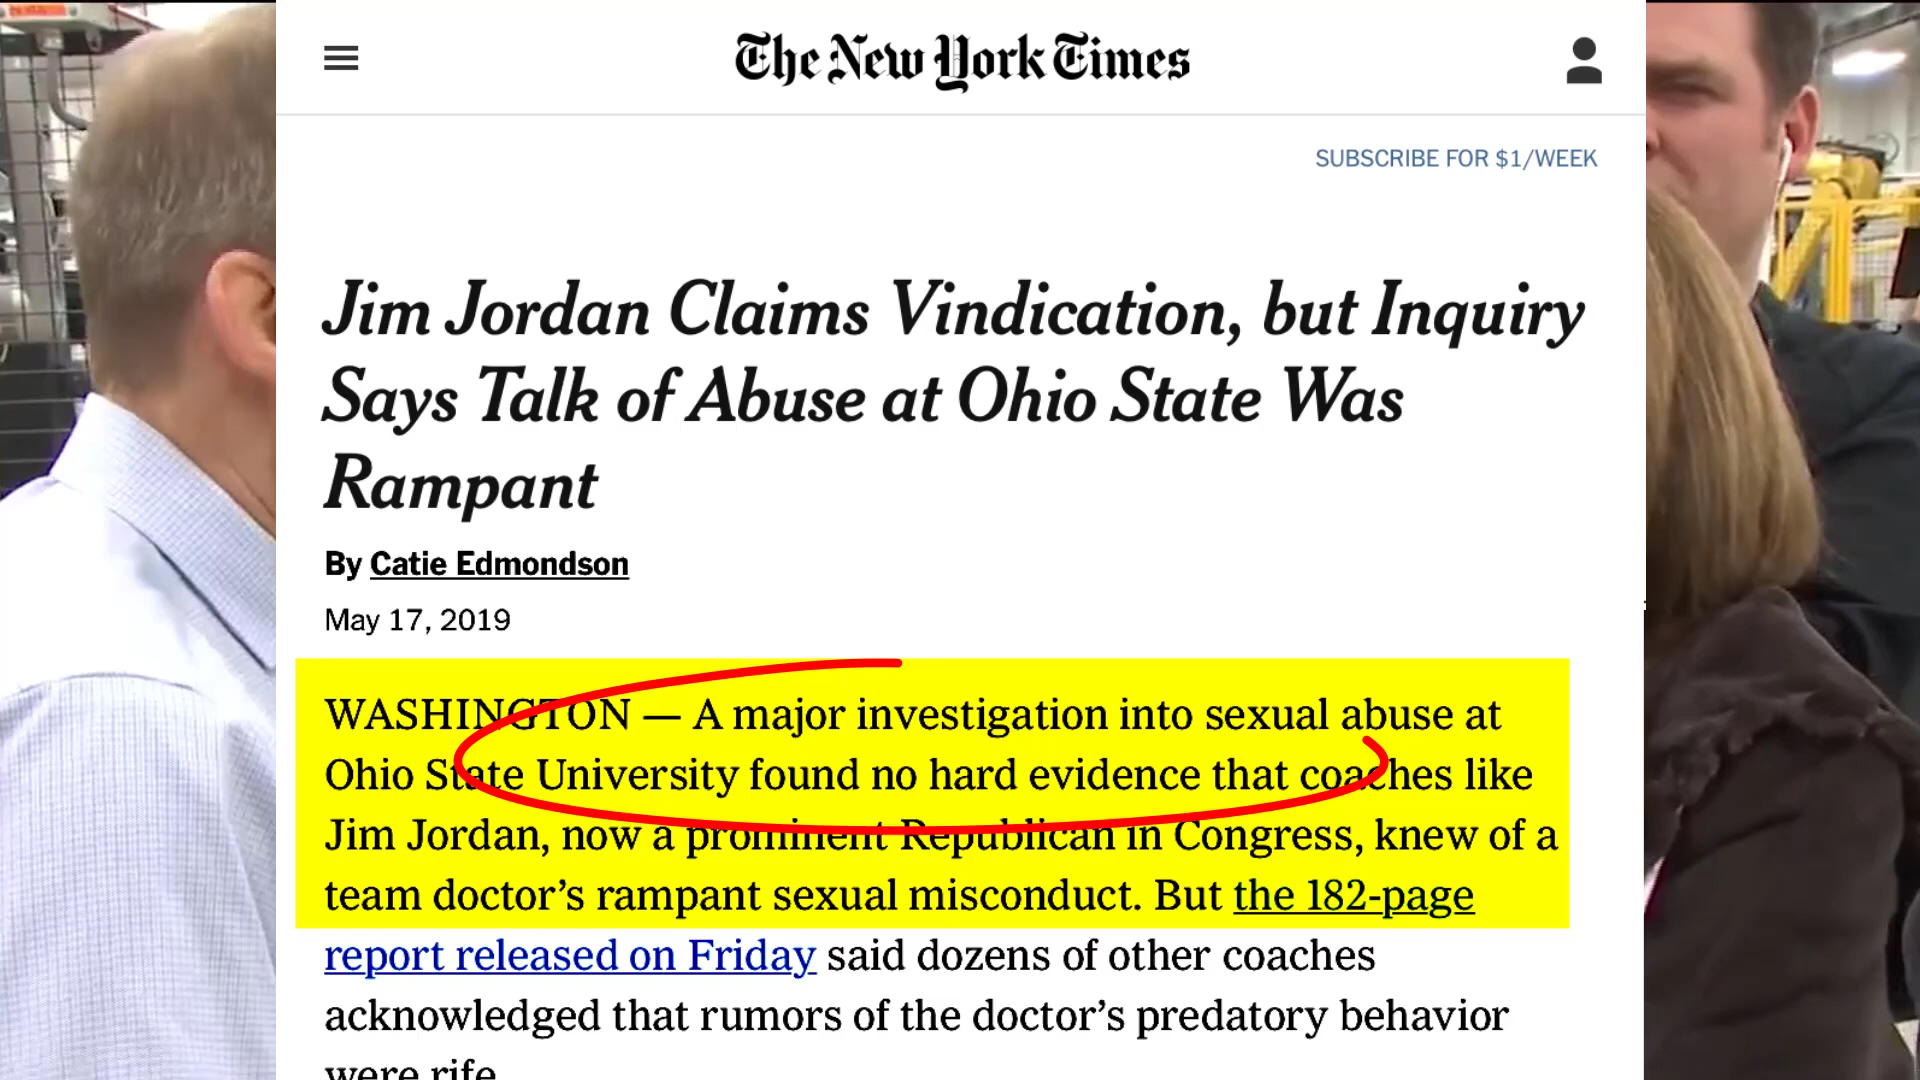 The New York Times
SUBSCRIBE FOR $1/WEEK
Jim Jordan Claims Vindication, but Inquiry
Says Talk of Abuse at Ohio State Was
Rampant
By Catie Edmondson
May 17, 2019
WASHINGTON — A major investigation into sexual abuse at
Ohio State University found no hard evidence that coaches like
Jim Jordan, now a prominent Republican in Congress, knew of a
team doctor’s rampant sexual misconduct. But the 182-page
report released on Friday said dozens of other coaches
acknowledged that rumors of the doctor’s predatory behavior
were rife.